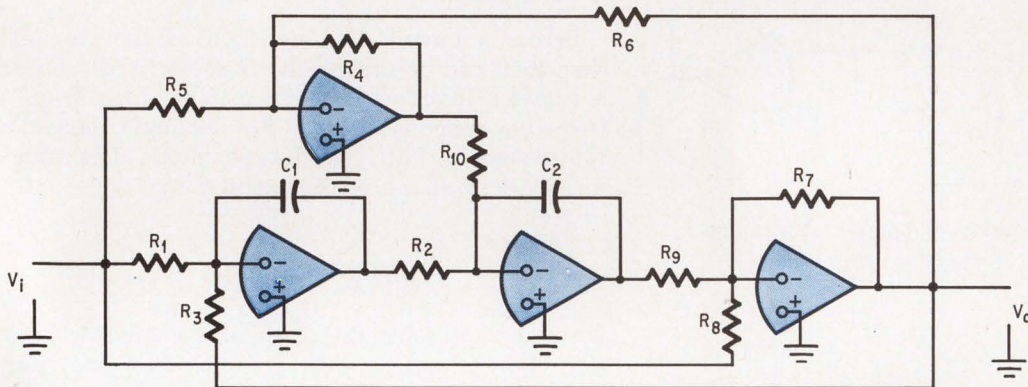 R6
R4
R5
R10
C1
C2
R7
R1
R2
R9
Vi
R3
R8
Vo
− +
− +
− +
− +